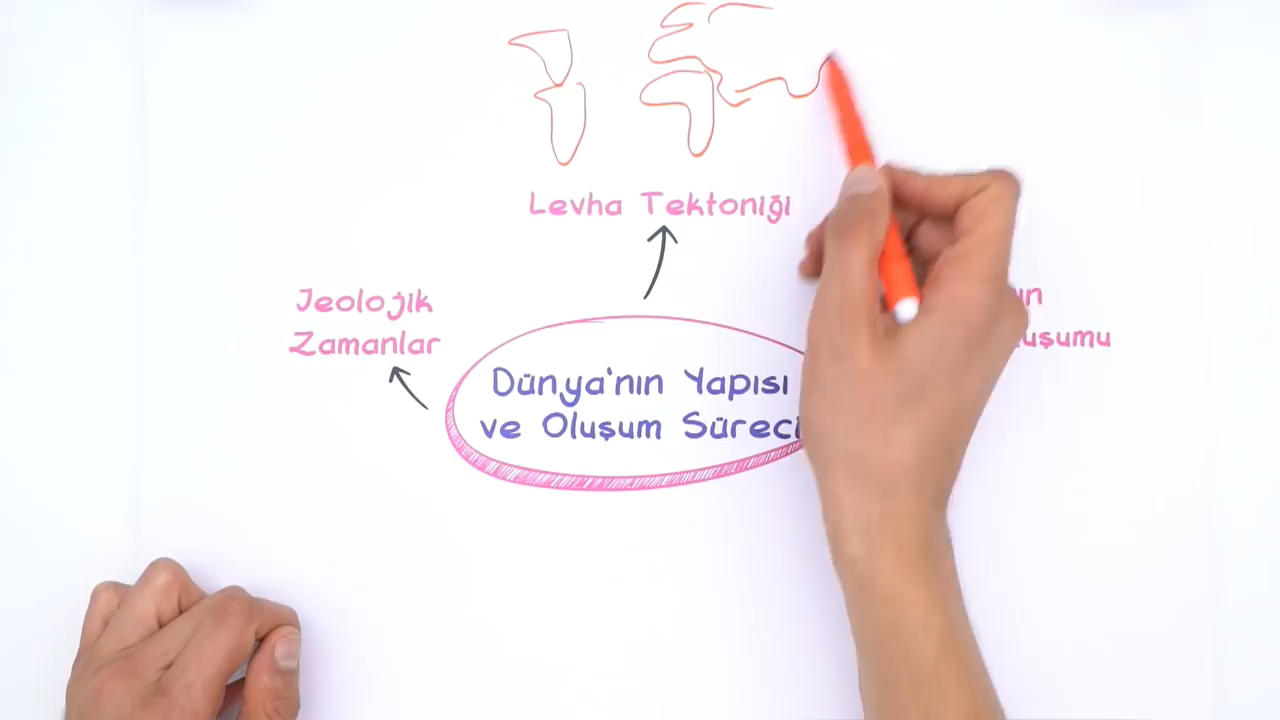 Levha Tektoniği
Jeolojik
Zamanlar
Dünya'nın Yapısı
ve Oluşum Süreci